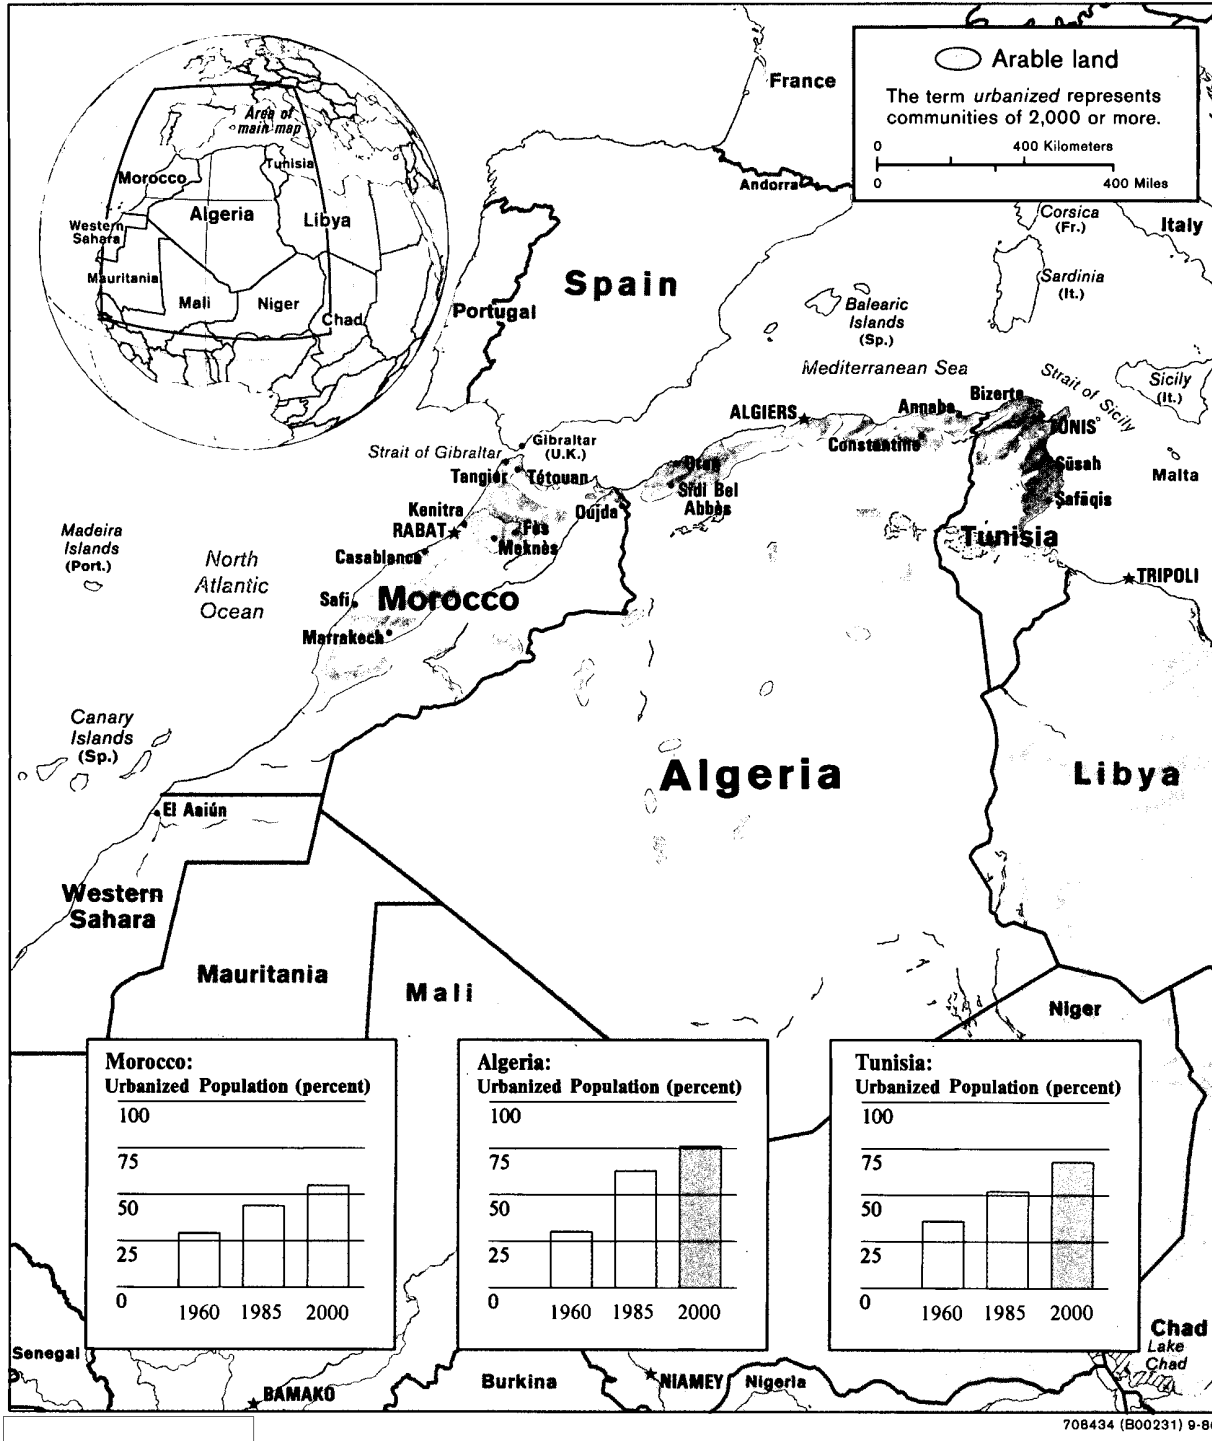 Arable land
The term urbanized represents
communities of 2,000 or more.
0 400 Kilometers
0 400 Miles
Area of
main map
Tunisia
Morocco
Algeria
Libya
Western
Sahara
Mauritania
Mali
Niger
Chad
France
Andorra
Corsica
(Fr.)
Italy
Sardinia
(It.)
Spain
Portugal
Balearic
Islands
(Sp.)
Mediterranean Sea
Strait of Sicily
Sicily
(It.)
Malta
Bizerte
Annaba
ALGIERS
TUNIS
Constantine
Sūsah
Ṣafāqis
Oran
Sidi Bel
Abbès
Tunisia
TRIPOLI
Gibraltar
(U.K.)
Strait of Gibraltar
Tangier
Tétouan
Oujda
Kenitra
RABAT
Fès
Meknès
Casablanca
Safi
Morocco
Marrakech
Madeira
Islands
(Port.)
North
Atlantic
Ocean
Canary
Islands
(Sp.)
El Aaiún
Algeria
Libya
Western
Sahara
Mauritania
Mali
Niger
Morocco:
Urbanized Population (percent)
100
75
50
25
0
1960 1985 2000
Algeria:
Urbanized Population (percent)
100
75
50
25
0
1960 1985 2000
Tunisia:
Urbanized Population (percent)
100
75
50
25
0
1960 1985 2000
Senegal
BAMAKO
Burkina
NIAMEY
Nigeria
Chad
Lake
Chad
708434 (B00231) 9-86